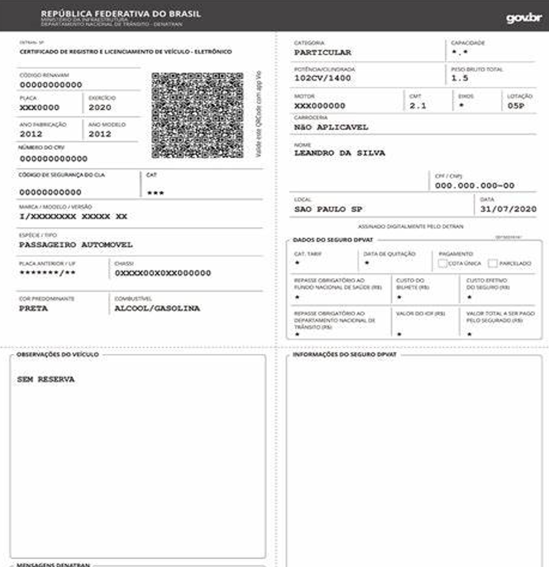 REPÚBLICA FEDERATIVA DO BRASIL
MINISTÉRIO DA INFRAESTRUTURA
DEPARTAMENTO NACIONAL DE TRÂNSITO - DENATRAN
govbr
DETRAN- SP
CERTIFICADO DE REGISTRO E LICENCIAMENTO DE VEÍCULO - ELETRÔNICO
CÓDIGO RENAVAM
00000000000
PLACA EXERCÍCIO
XXX0000 2020
ANO FABRICAÇÃO ANO MODELO
2012 2012
NÚMERO DO CRV
000000000000
Valide este QRCode com app Vio
CÓDIGO DE SEGURANÇA DO CLA CAT
00000000000 ***
MARCA / MODELO / VERSÃO
I/XXXXXXXX XXXXX XX
ESPÉCIE / TIPO
PASSAGEIRO AUTOMOVEL
PLACA ANTERIOR / UF CHASSI
*******/** 0XXXX00X0XX000000
COR PREDOMINANTE COMBUSTÍVEL
PRETA ALCOOL/GASOLINA
CATEGORIA CAPACIDADE
PARTICULAR *.*
POTÊNCIA/CILINDRADA PESO BRUTO TOTAL
102CV/1400 1.5
MOTOR CMT EIXOS LOTAÇÃO
XXX000000 2.1 * 05P
CARROCERIA
NãO APLICAVEL
NOME
LEANDRO DA SILVA
CPF / CNPJ
000.000.000-00
LOCAL DATA
SAO PAULO SP 31/07/2020
ASSINADO DIGITALMENTE PELO DETRAN
DADOS DO SEGURO DPVAT
CAT. TARIF DATA DE QUITAÇÃO PAGAMENTO
* * COTA ÚNICA PARCELADO
REPASSE OBRIGATÓRIO AO FUNDO NACIONAL DE SAÚDE (R$) CUSTO DO BILHETE (R$) CUSTO EFETIVO DO SEGURO (R$)
* * *
REPASSE OBRIGATÓRIO AO DEPARTAMENTO NACIONAL DE TRÂNSITO (R$) VALOR DO IOF (R$) VALOR TOTAL A SER PAGO PELO SEGURADO (R$)
* * *
OBSERVAÇÕES DO VEÍCULO
SEM RESERVA
INFORMAÇÕES DO SEGURO DPVAT
MENSAGENS DENATRAN